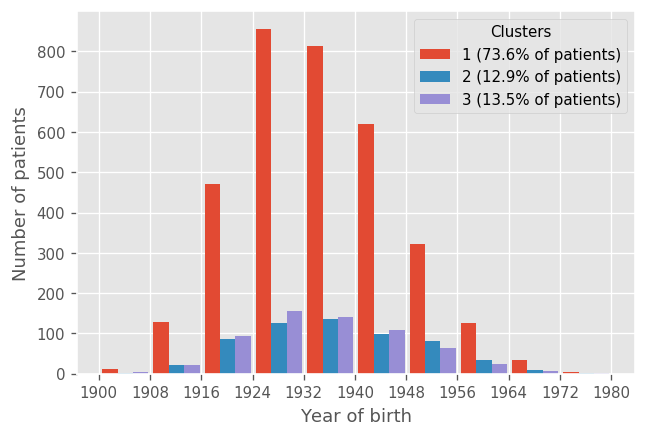 Clusters
1 (73.6% of patients)
2 (12.9% of patients)
3 (13.5% of patients)
Number of patients
800
700
600
500
400
300
200
100
0
1900 1908 1916 1924 1932 1940 1948 1956 1964 1972 1980
Year of birth